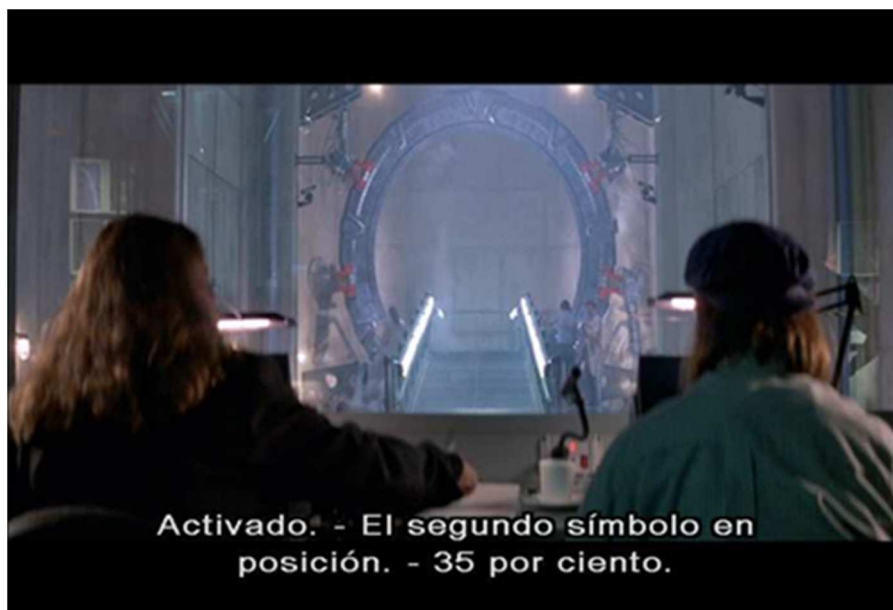 Activado. - El segundo símbolo en
posición. - 35 por ciento.